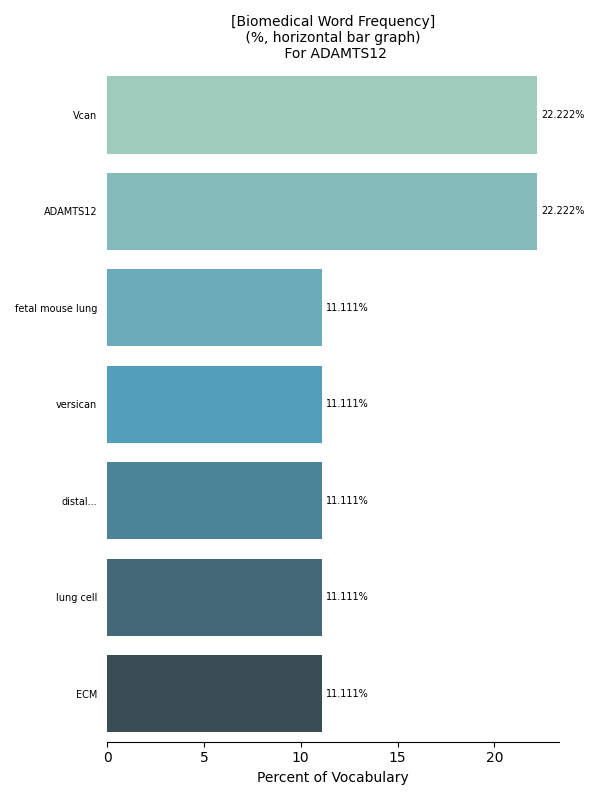 [Biomedical Word Frequency]
(%, horizontal bar graph)
For ADAMTS12
Vcan
22.222%
ADAMTS12
22.222%
fetal mouse lung
11.111%
versican
11.111%
distal...
11.111%
lung cell
11.111%
ECM
11.111%
0 5 10 15 20
Percent of Vocabulary